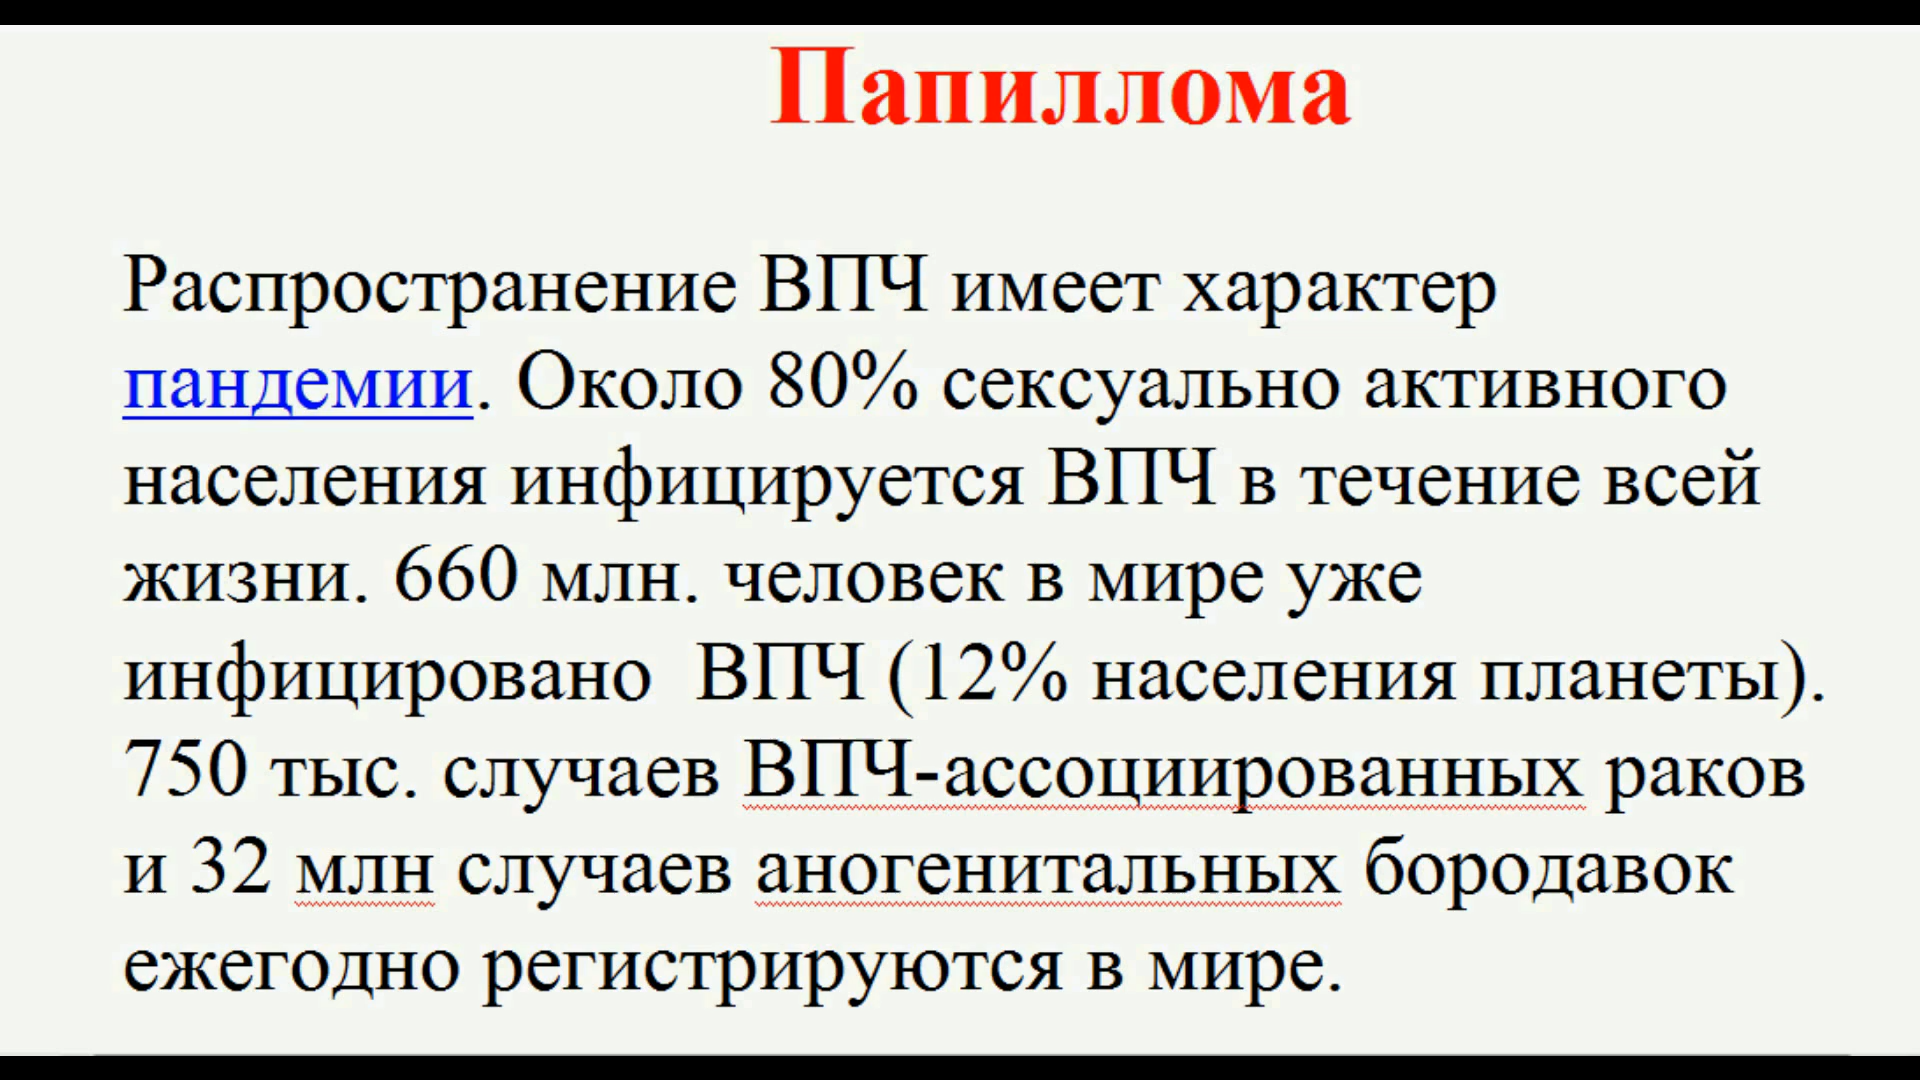 Папиллома
Распространение ВПЧ имеет характер
пандемии. Около 80% сексуально активного
населения инфицируется ВПЧ в течение всей
жизни. 660 млн. человек в мире уже
инфицировано  ВПЧ (12% населения планеты).
750 тыс. случаев ВПЧ-ассоциированных раков
и 32 млн случаев аногенитальных бородавок
ежегодно регистрируются в мире.